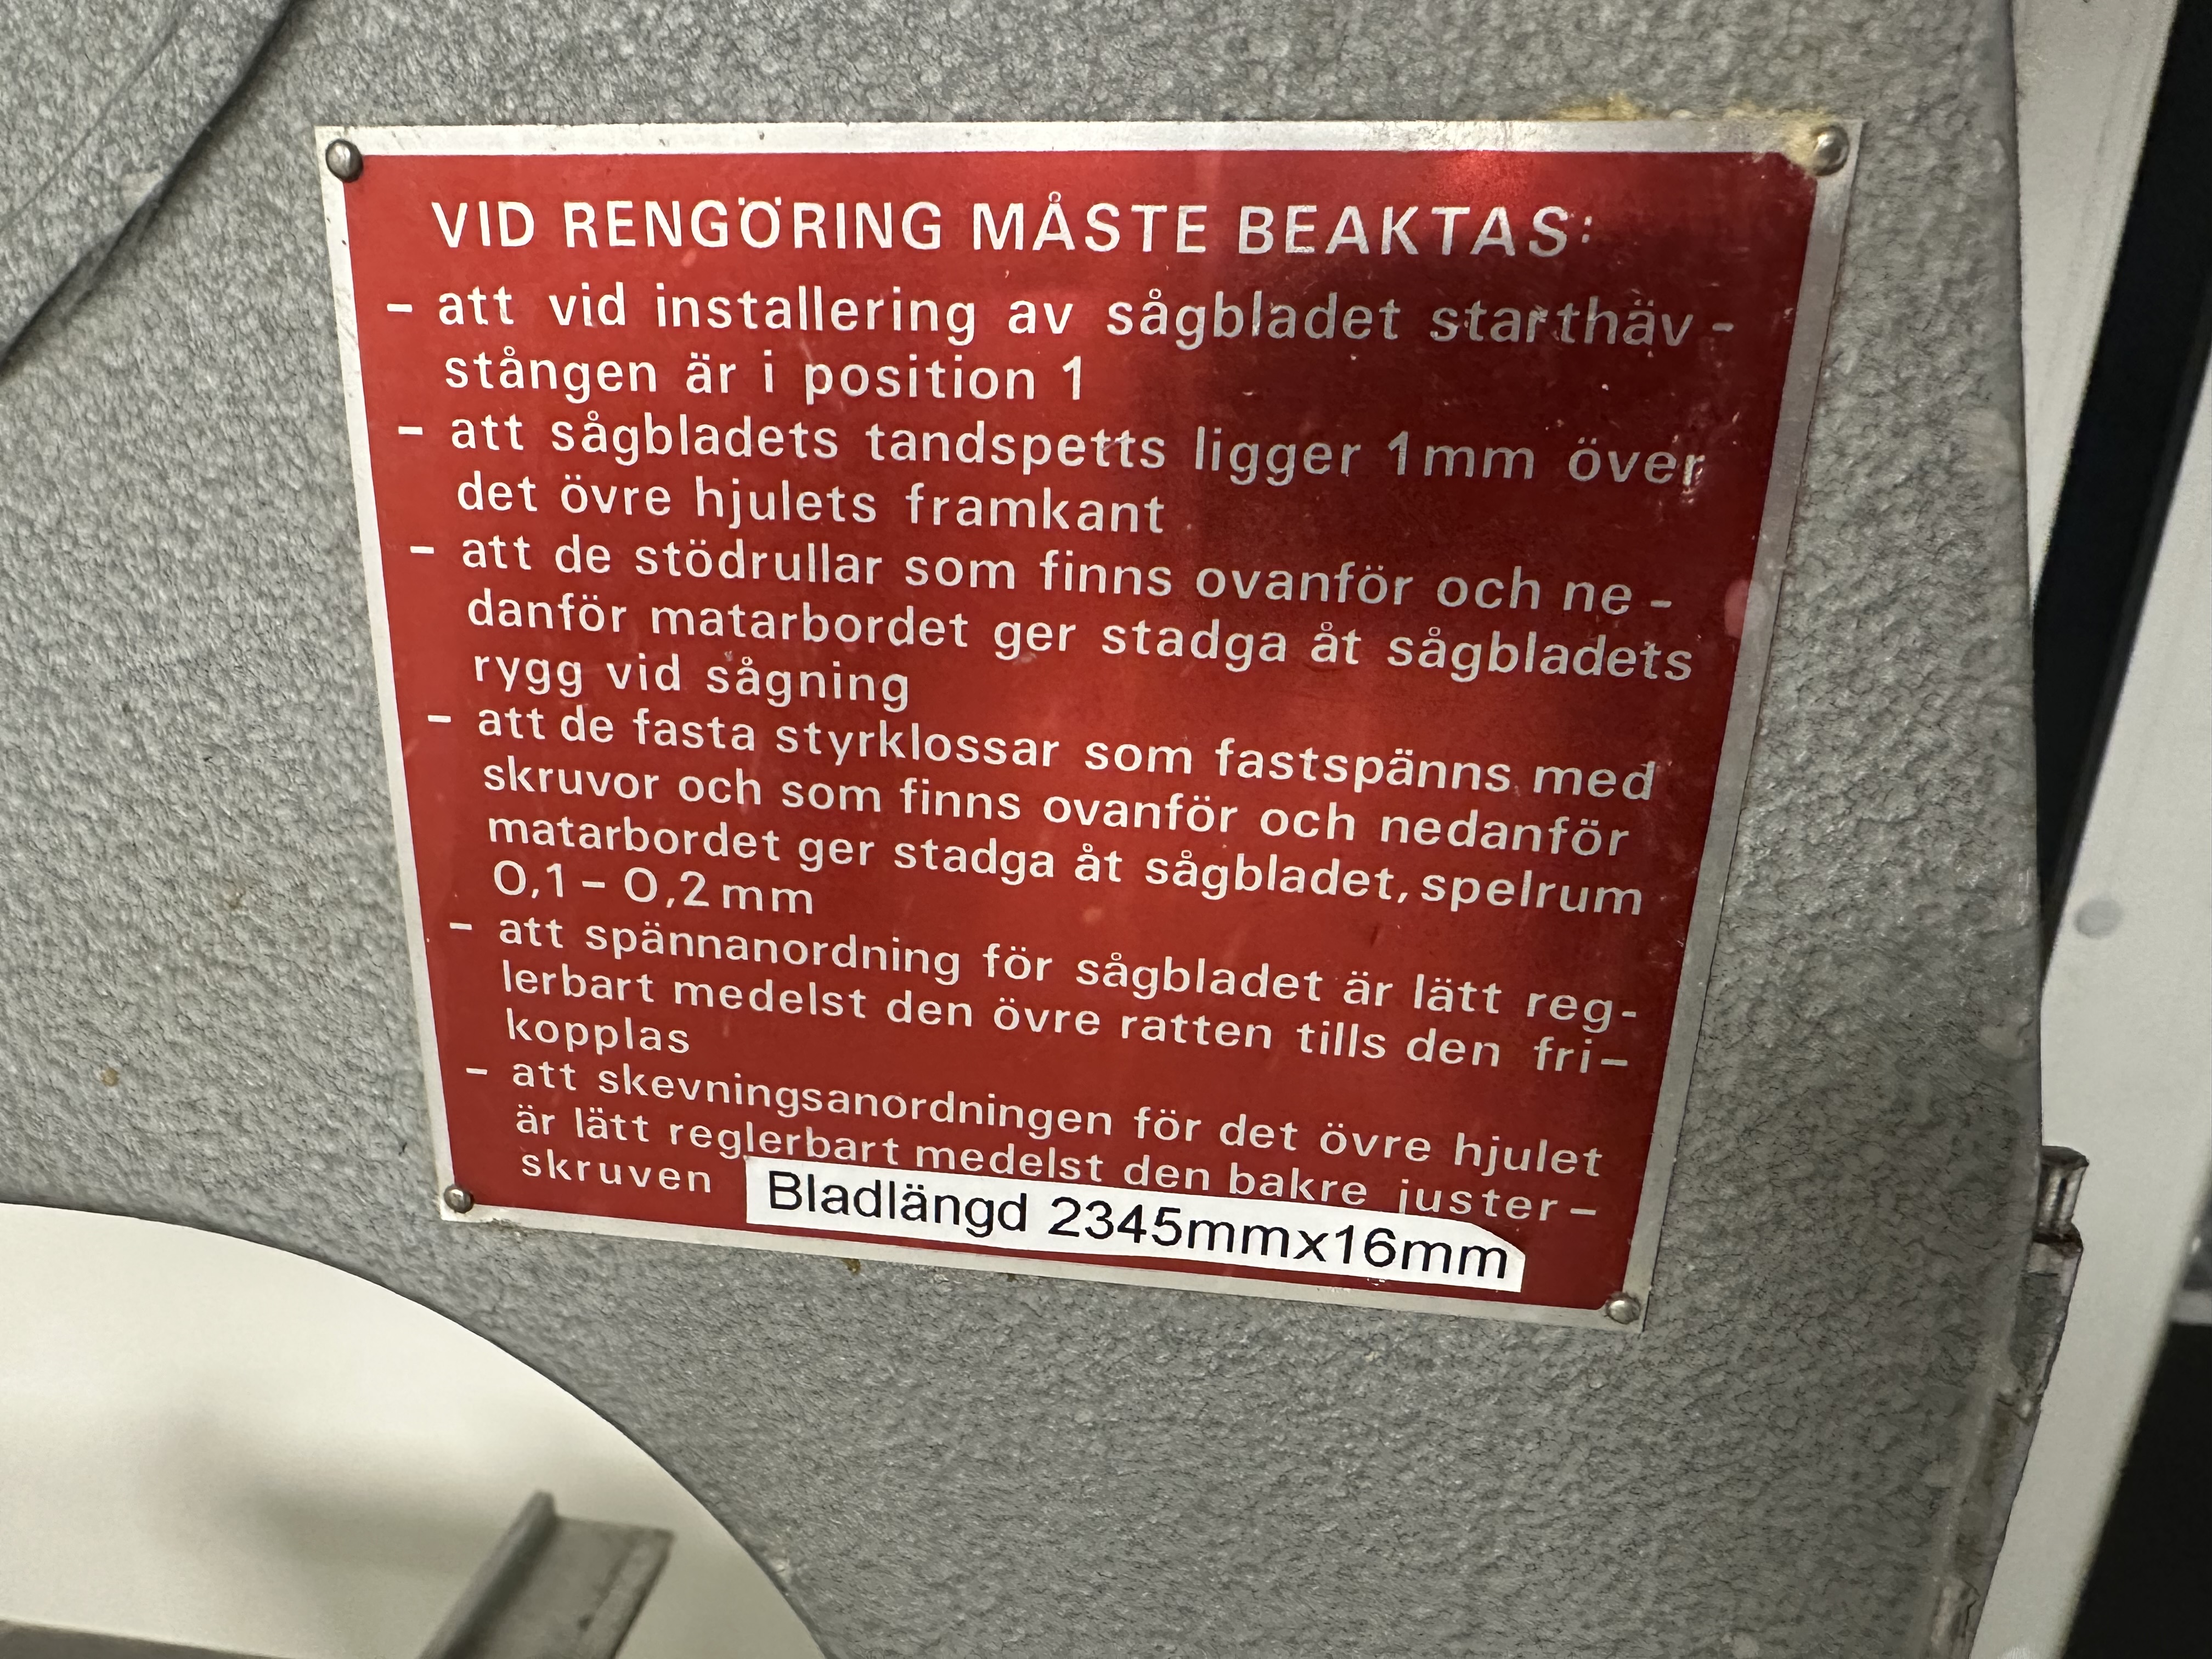 VID RENGÖRING MÅSTE BEAKTAS:
– att vid installering av sågbladet starthäv-
stången är i position 1
– att sågbladets tandspetts ligger 1mm över
det övre hjulets framkant
– att de stödrullar som finns ovanför och ne-
danför matarbordet ger stadga åt sågbladets
rygg vid sågning
– att de fasta styrklossar som fastspänns med
skruvor och som finns ovanför och nedanför
matarbordet ger stadga åt sågbladet, spelrum
0,1 – 0,2 mm
– att spännanordning för sågbladet är lätt reg-
lerbart medelst den övre ratten tills den fri-
kopplas
– att skevningsanordningen för det övre hjulet
är lätt reglerbart medelst den bakre juster-
skruven
Bladlängd 2345mmx16mm